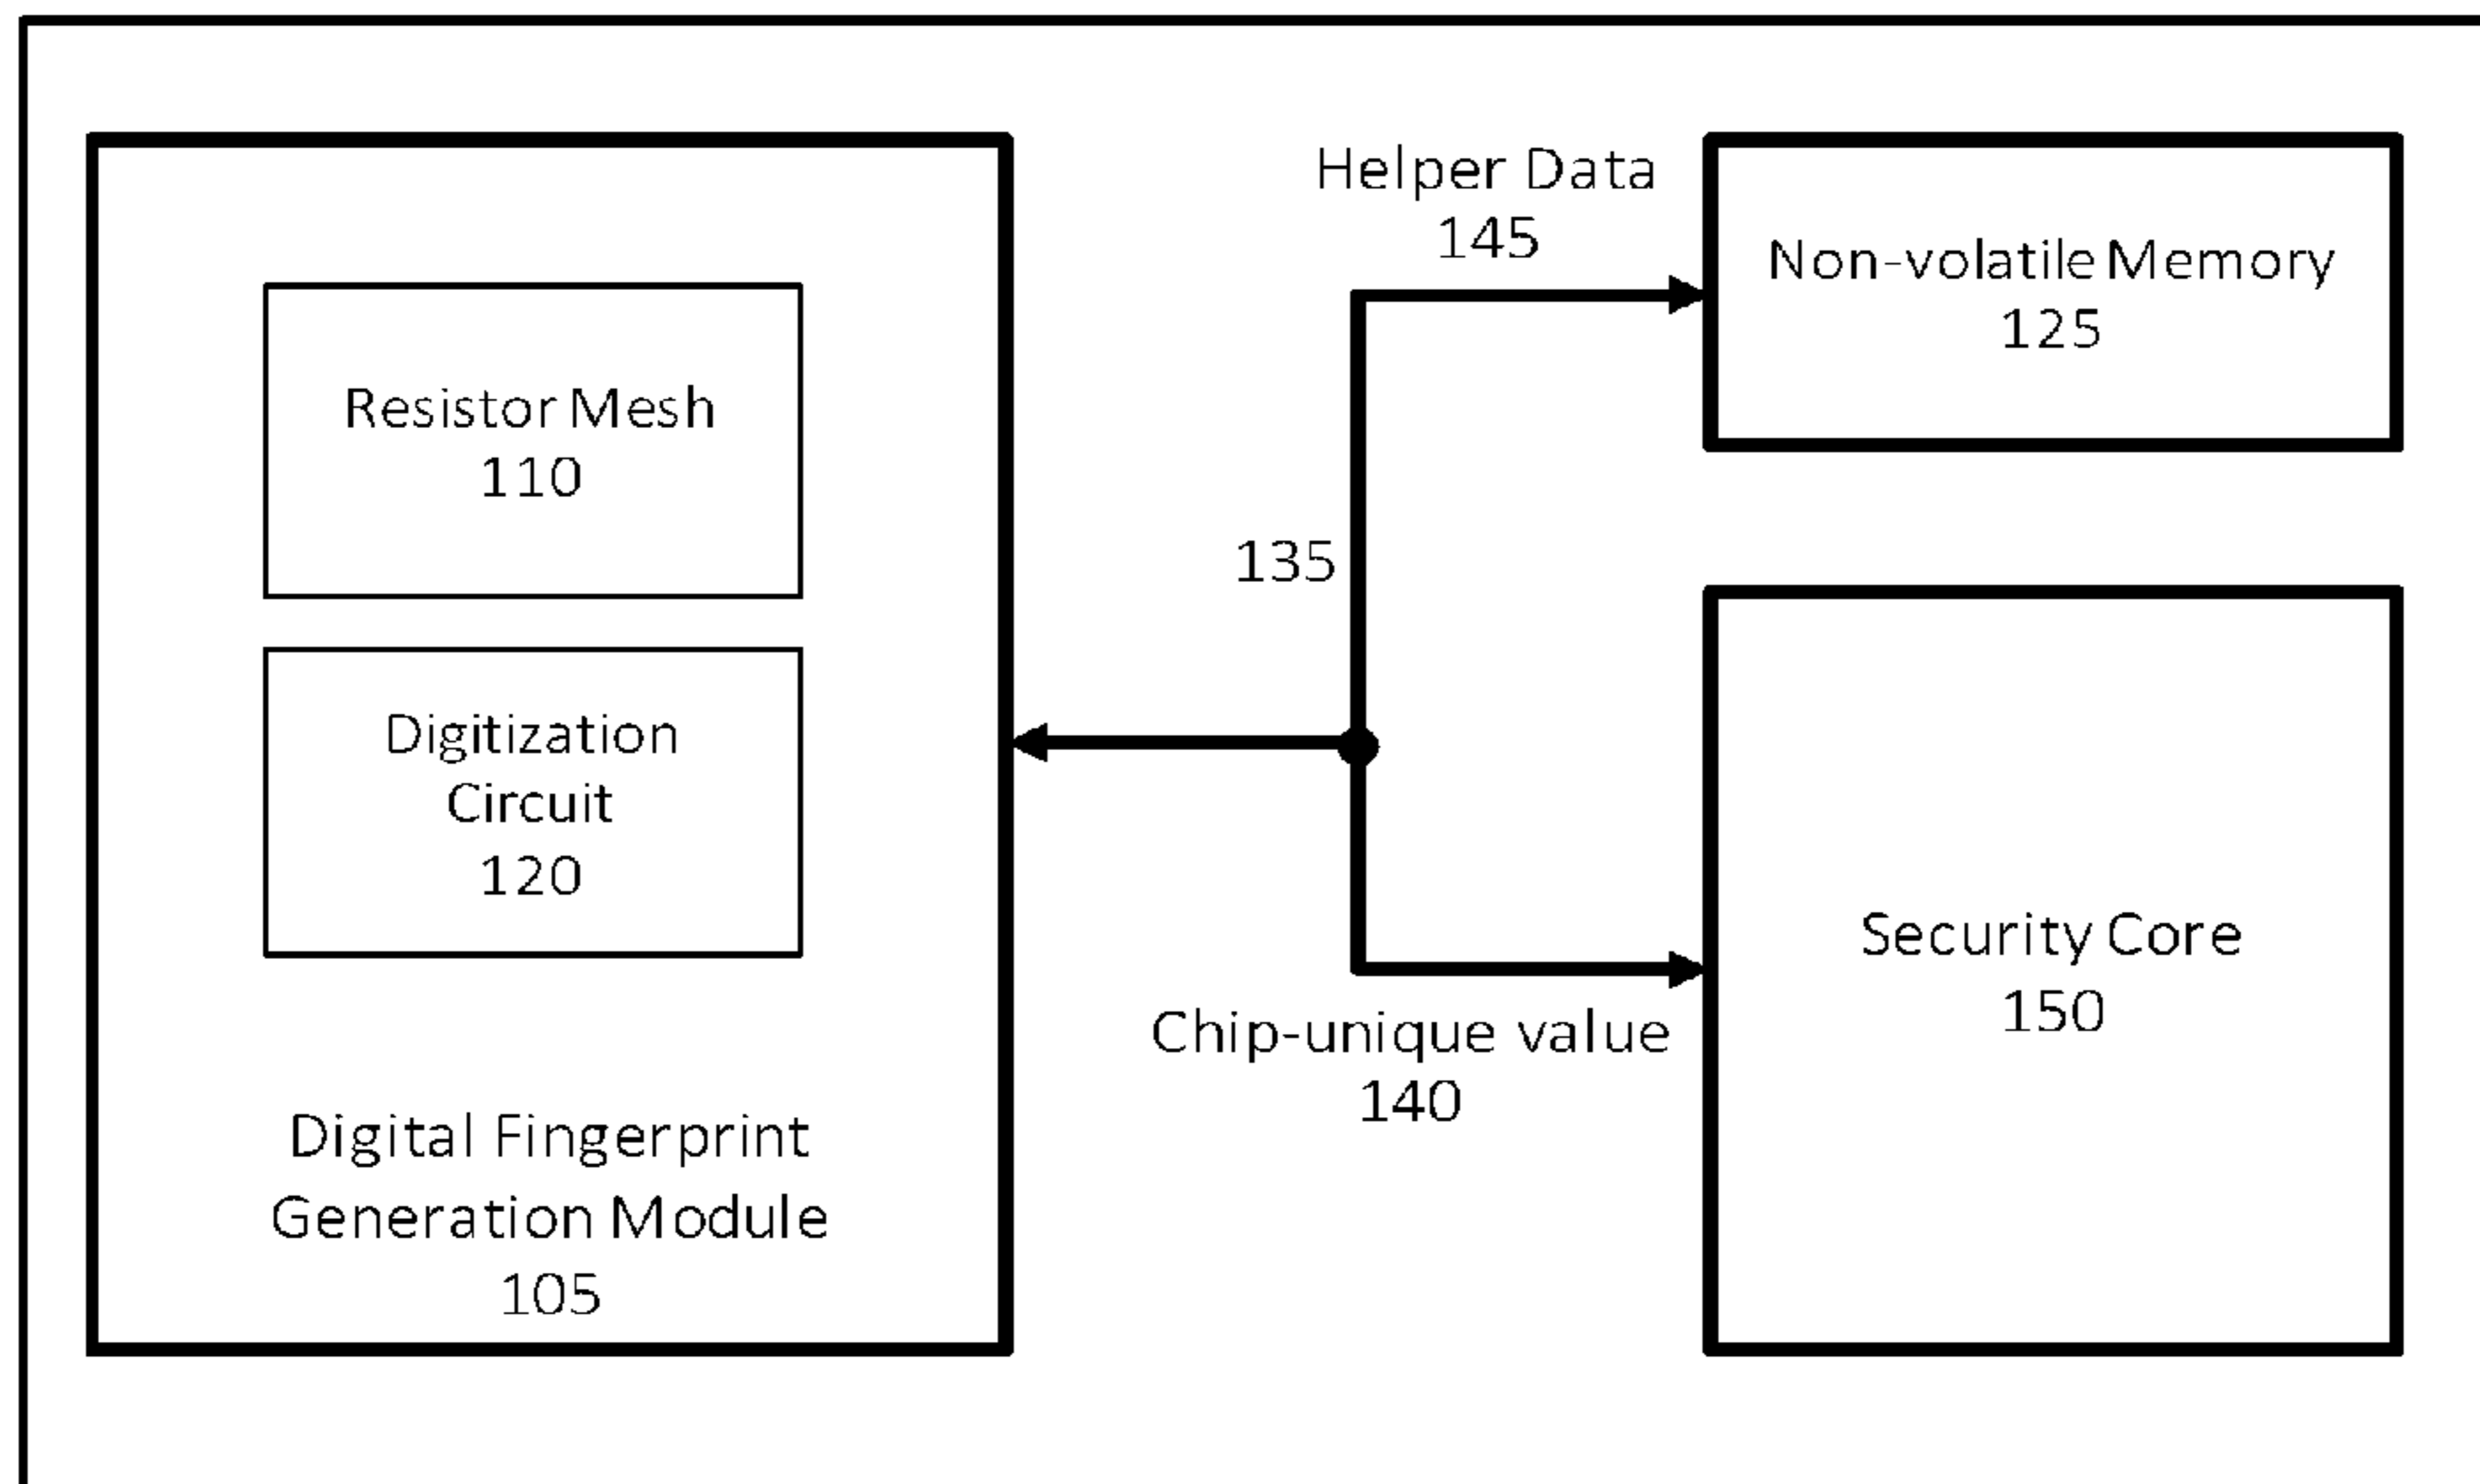 Resistor Mesh
110
Digitization
Circuit
120
Digital Fingerprint
Generation Module
105
Helper Data
145
135
Chip-unique value
140
Non-volatile Memory
125
Security Core
150